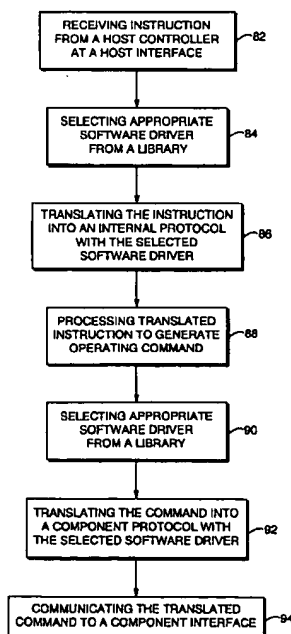 RECEIVING INSTRUCTION
FROM A HOST CONTROLLER
AT A HOST INTERFACE
82
SELECTING APPROPRIATE
SOFTWARE DRIVER
FROM A LIBRARY
84
TRANSLATING THE INSTRUCTION
INTO AN INTERNAL PROTOCOL
WITH THE SELECTED
SOFTWARE DRIVER
86
PROCESSING TRANSLATED
INSTRUCTION TO GENERATE
OPERATING COMMAND
88
SELECTING APPROPRIATE
SOFTWARE DRIVER
FROM A LIBRARY
90
TRANSLATING THE COMMAND INTO
A COMPONENT PROTOCOL WITH
THE SELECTED SOFTWARE DRIVER
92
COMMUNICATING THE TRANSLATED
COMMAND TO A COMPONENT INTERFACE
94